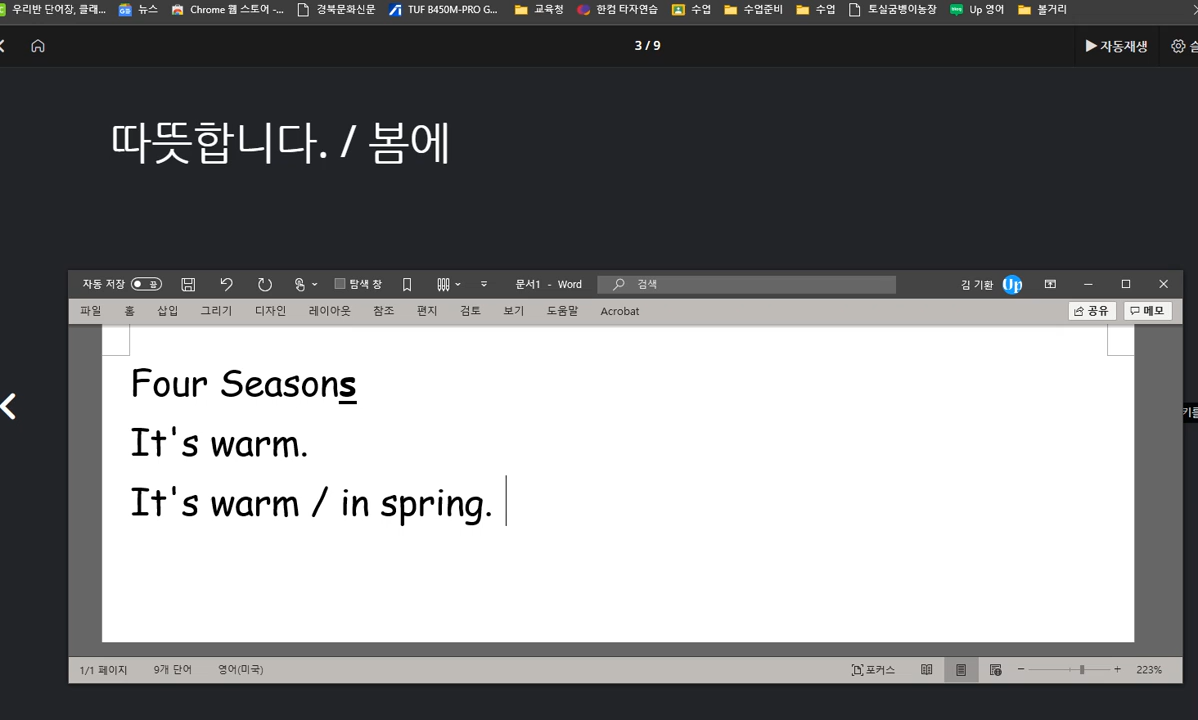 우리반 단어장, 클래... 뉴스 Chrome 웹 스토어 -... 경북문화신문 TUF B450M-PRO G... 교육청 한컴 타자연습 수업 수업준비 수업 토실굼벵이농장 Up 영어 볼거리
3 / 9 ▶자동재생 슬
따뜻합니다. / 봄에
자동 저장 끔 탐색 창 문서1 - Word 검색 김 기환 Up
파일 홈 삽입 그리기 디자인 레이아웃 참조 편지 검토 보기 도움말 Acrobat 공유 메모
Four Seasons
키를
It's warm.
It's warm / in spring.
1/1 페이지 9개 단어 영어(미국) 포커스 - + 223%